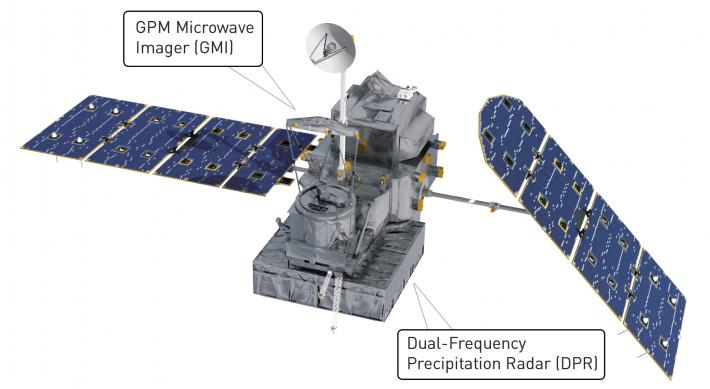 GPM Microwave
Imager (GMI)
Dual-Frequency
Precipitation Radar (DPR)